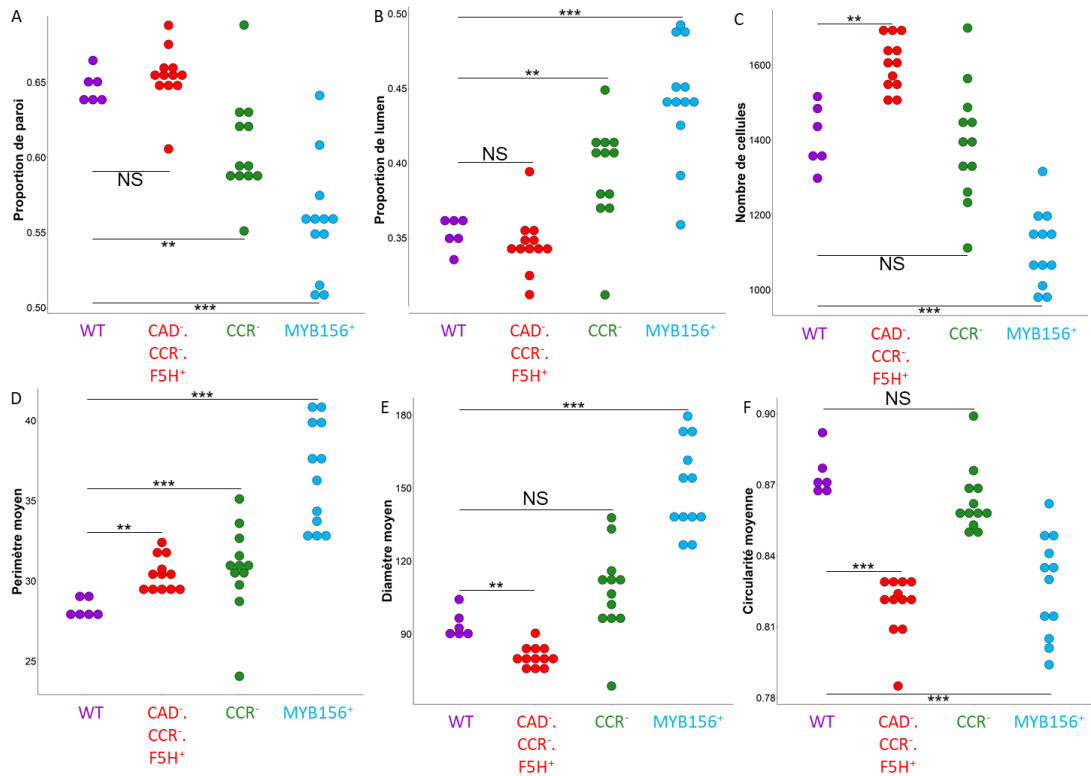 A
Proportion de paroi
0.65
0.60
0.55
0.50
NS
**
***
WT
CAD⁻.
CCR⁻.
F5H⁺
CCR⁻
MYB156⁺
B
Proportion de lumen
0.50
0.45
0.40
0.35
***
**
NS
WT
CAD⁻.
CCR⁻.
F5H⁺
CCR⁻
MYB156⁺
C
Nombre de cellules
1600
1400
1200
1000
**
NS
***
WT
CAD⁻.
CCR⁻.
F5H⁺
CCR⁻
MYB156⁺
D
Perimètre moyen
40
35
30
25
***
***
**
WT
CAD⁻.
CCR⁻.
F5H⁺
CCR⁻
MYB156⁺
E
Diamètre moyen
180
150
120
90
***
NS
**
WT
CAD⁻.
CCR⁻.
F5H⁺
CCR⁻
MYB156⁺
F
Circularité moyenne
0.90
0.87
0.84
0.81
0.78
NS
***
***
WT
CAD⁻.
CCR⁻.
F5H⁺
CCR⁻
MYB156⁺